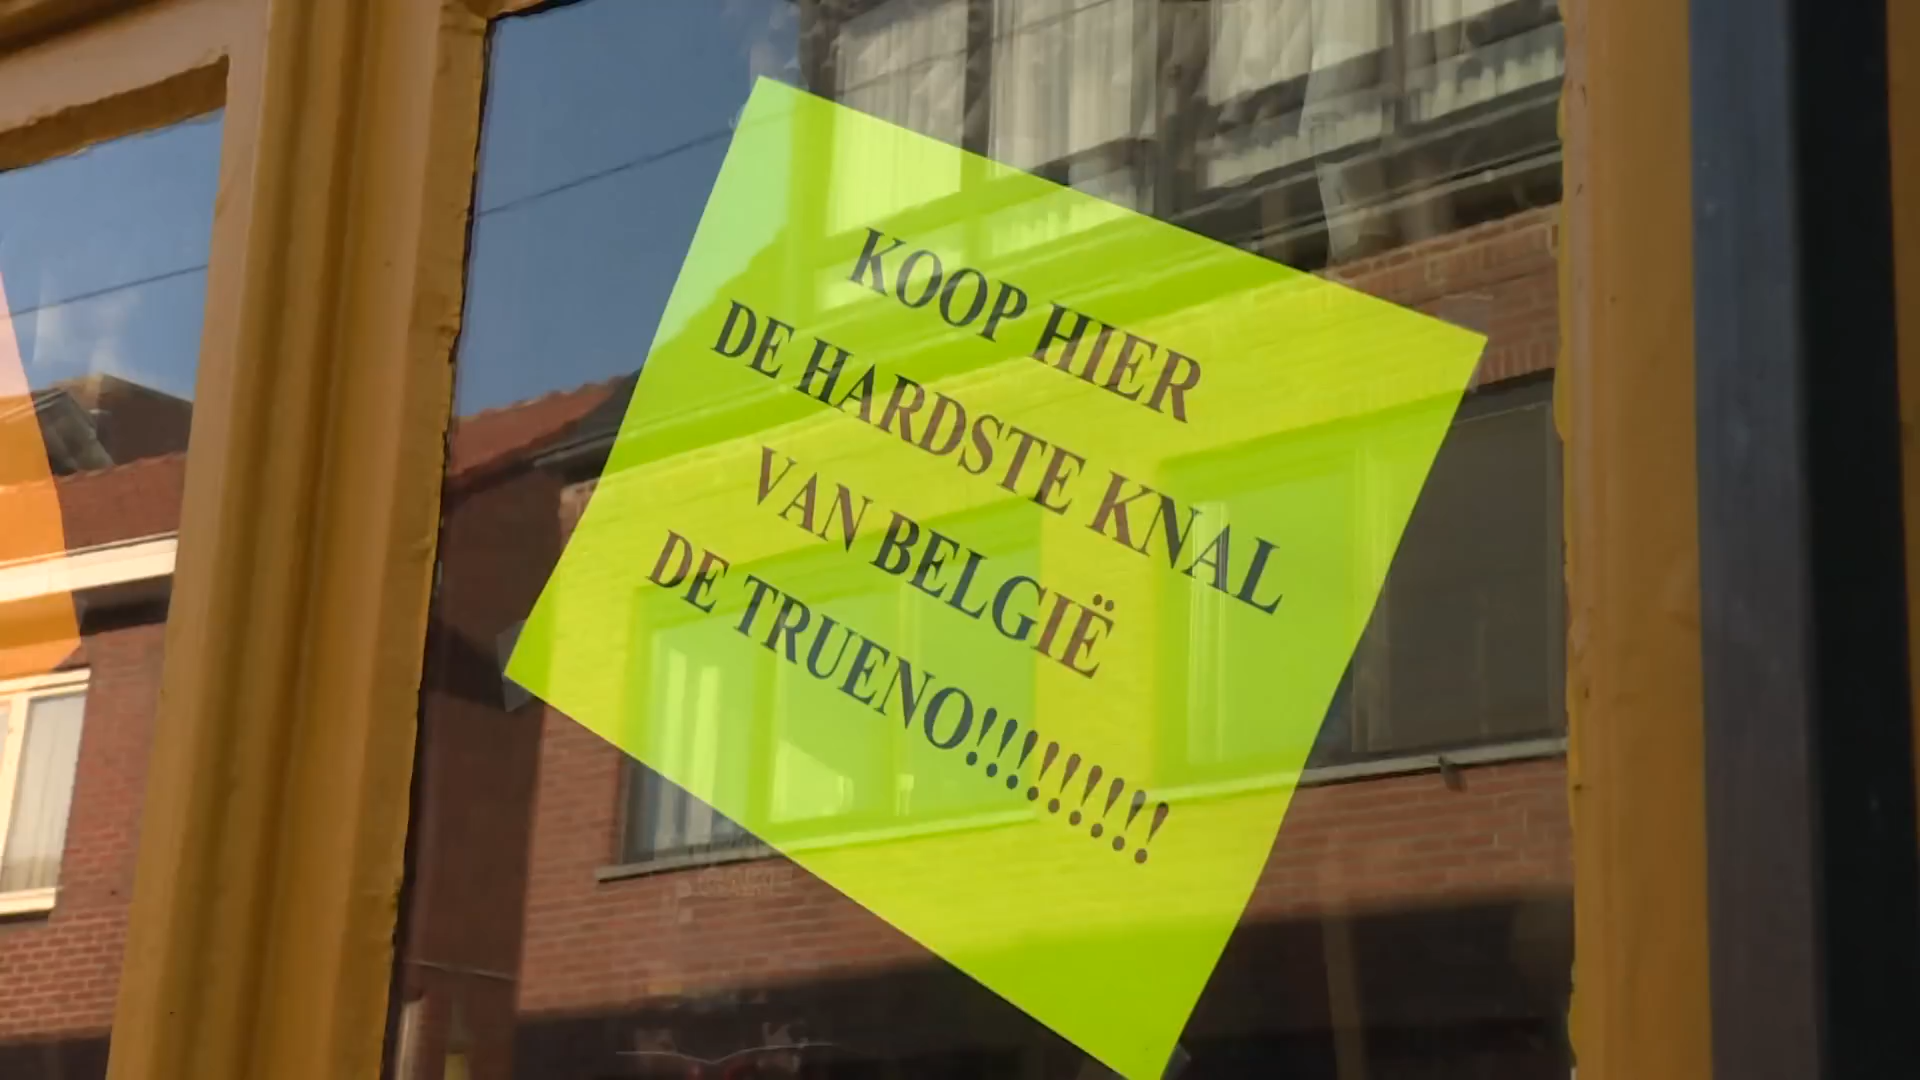 KOOP HIER
DE HARDSTE KNAL
VAN BELGIË
DE TRUENO!!!!!!!!